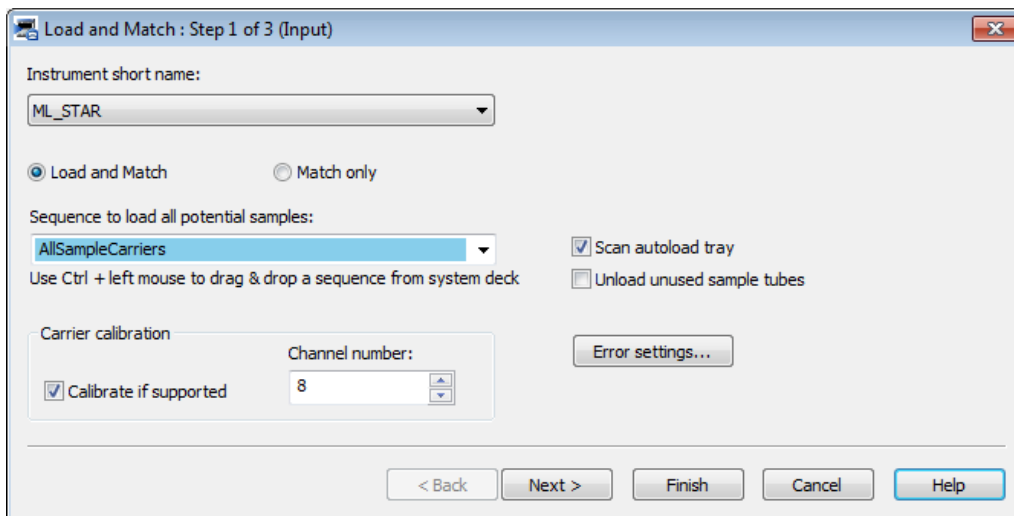 Load and Match : Step 1 of 3 (Input)
Instrument short name:
ML_STAR
Load and Match
Match only
Sequence to load all potential samples:
AllSampleCarriers
Scan autoload tray
Use Ctrl + left mouse to drag & drop a sequence from system deck
Unload unused sample tubes
Carrier calibration
Channel number:
Error settings...
Calibrate if supported
8
< Back
Next >
Finish
Cancel
Help